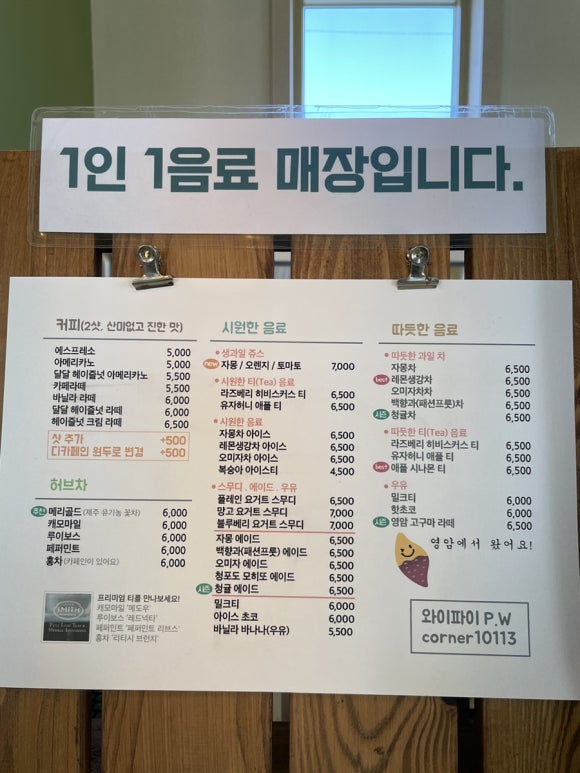 1인 1음료 매장입니다.
커피(2샷, 산미없고 진한 맛)
에스프레소 5,000
아메리카노 5,000
달달 헤이즐넛 아메리카노 5,500
카페라떼 5,500
바닐라 라떼 6,000
달달 헤이즐넛 라떼 6,000
헤이즐넛 크림 라떼 6,500
샷 추가 +500
디카페인 원두로 변경 +500
허브차
추천 메리골드 (제주 유기농 꽃차) 6,000
캐모마일 6,000
루이보스 6,000
페퍼민트 6,000
홍차 (카페인이 있어요) 6,000
SMITH
프리미엄 티를 만나보세요!
캐모마일 '메도우'
루이보스 '레드넥타'
페퍼민트 '페퍼민트 리브스'
홍차 '리티시 브런치'
시원한 음료
• 생과일 쥬스
new 자몽 / 오렌지 / 토마토 7,000
• 시원한 티(Tea) 음료
라즈베리 히비스커스 티 6,500
유자허니 애플 티 6,500
• 시원한 음료
자몽차 아이스 6,500
레몬생강차 아이스 6,500
오미자차 아이스 6,500
복숭아 아이스티 4,500
• 스무디 . 에이드 . 우유
플레인 요거트 스무디 6,500
망고 요거트 스무디 7,000
블루베리 요거트 스무디 7,000
자몽 에이드 6,500
백향과(패션푸룻) 에이드 6,500
오미자 에이드 6,500
청포도 모히또 에이드 6,500
시즌 청귤 에이드 6,500
밀크티 6,000
아이스 초코 6,000
바닐라 바나나(우유) 5,500
따듯한 음료
• 따듯한 과일 차
자몽차 6,500
best 레몬생강차 6,500
오미자차차 6,500
백향과(패션푸룻)차 6,500
시즌 청귤차 6,500
• 따듯한 티(Tea) 음료
라즈베리 히비스커스 티 6,500
유자허니 애플티 6,500
best 애플 시나몬 티 6,500
• 우유
밀크티 6,000
핫초코 6,000
시즌 영암 고구마 라떼 6,500
영암에서 왔어요!
와이파이 P.W
corner10113